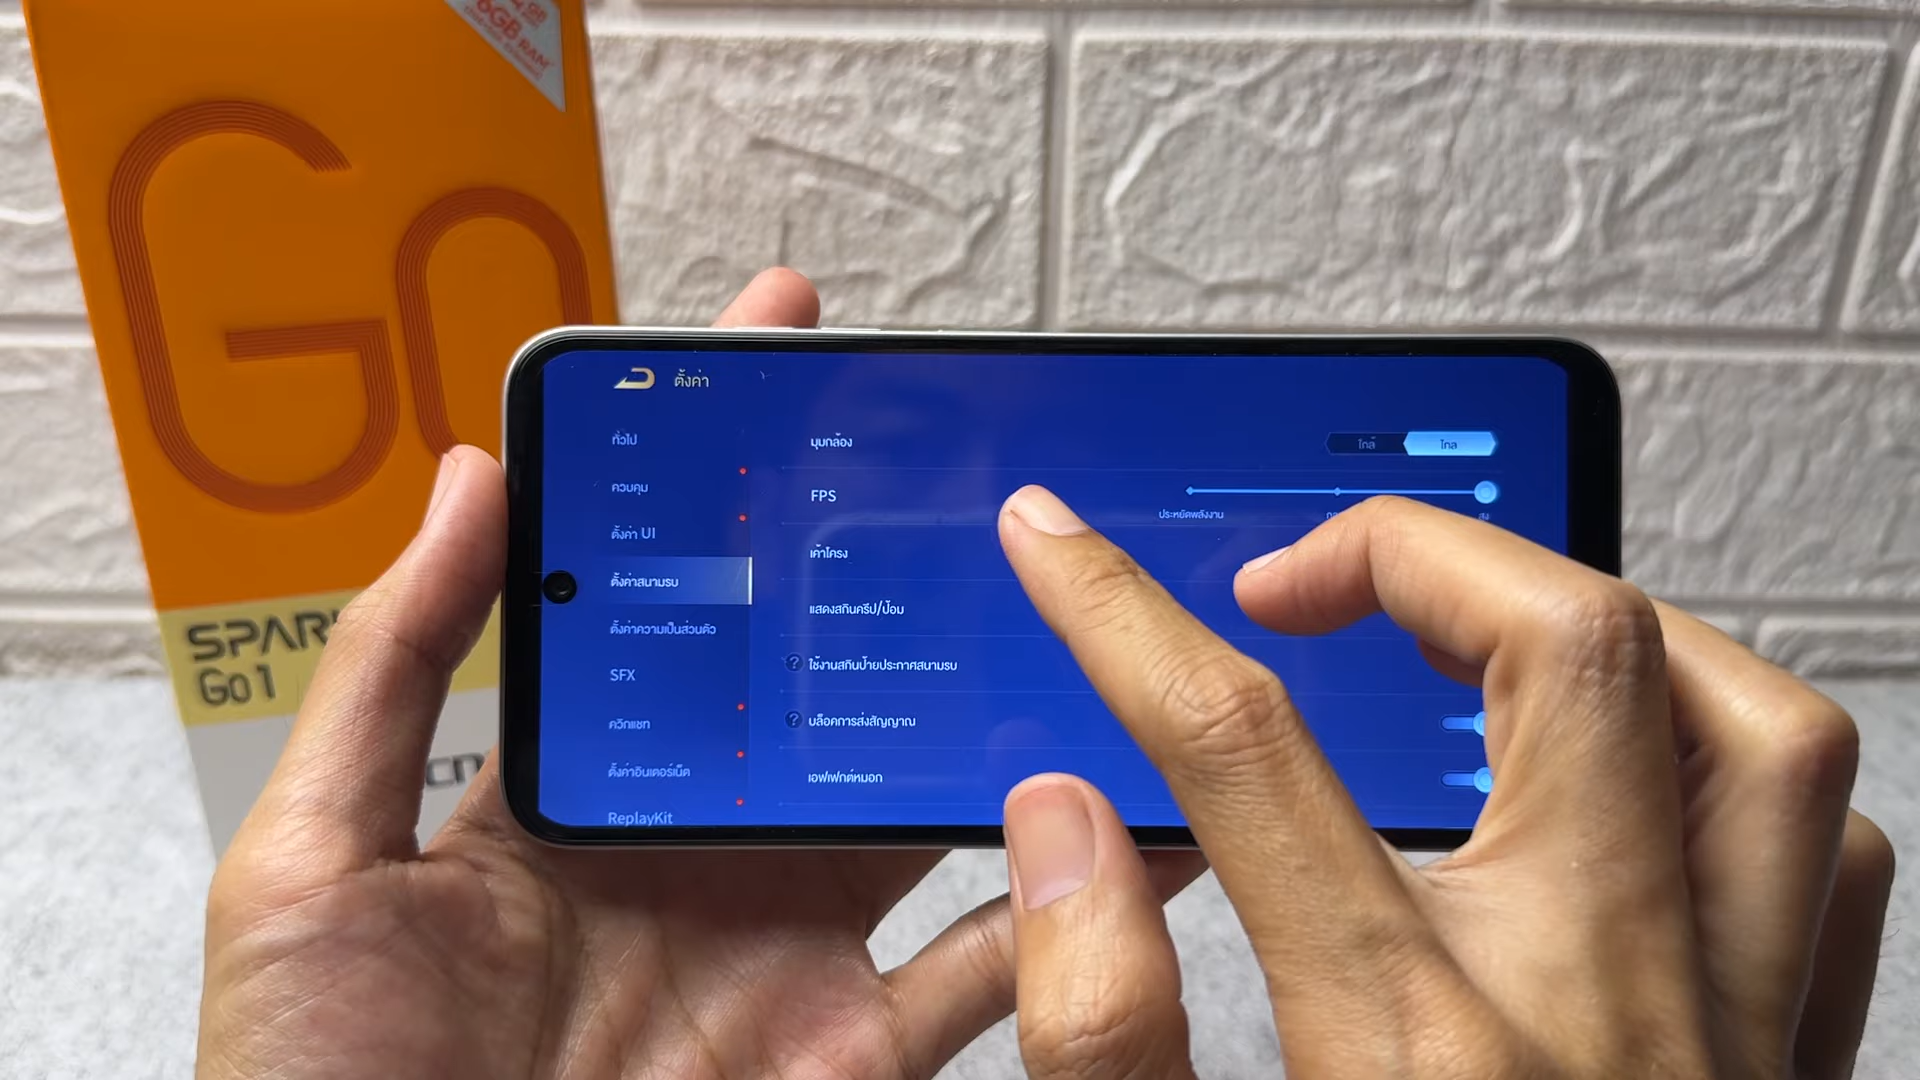 6GB RAM
Go
SPARK
Go 1
ตั้งค่า
ทั่วไป
ควบคุม
ตั้งค่า UI
ตั้งค่าสนามรบ
ตั้งค่าความเป็นส่วนตัว
SFX
ควิกแชท
ตั้งค่าอินเตอร์เน็ต
ReplayKit
มุมกล้อง
ใกล้
ไกล
FPS
ประหยัดพลังงาน
สูง
เค้าโครง
แสดงสกินครีป/ป้อม
ใช้งานสกินป้ายประกาศสนามรบ
บล็อคการส่งสัญญาณ
เอฟเฟกต์หมอก